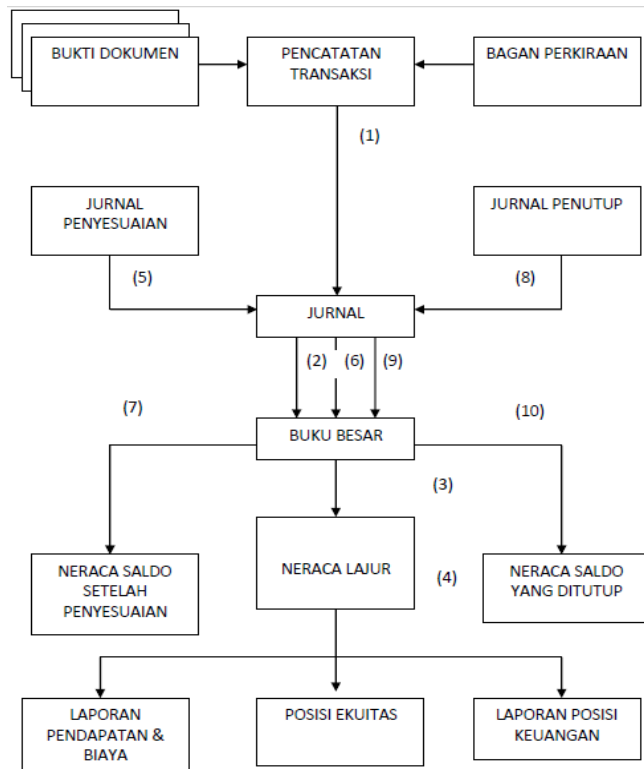 BUKTI DOKUMEN
PENCATATAN
TRANSAKSI
BAGAN PERKIRAAN
(1)
JURNAL
PENYESUAIAN
JURNAL PENUTUP
(5)
(8)
JURNAL
(2)
(6)
(9)
(7)
(10)
BUKU BESAR
(3)
NERACA SALDO
SETELAH
PENYESUAIAN
NERACA LAJUR
(4)
NERACA SALDO
YANG DITUTUP
LAPORAN
PENDAPATAN &
BIAYA
POSISI EKUITAS
LAPORAN POSISI
KEUANGAN